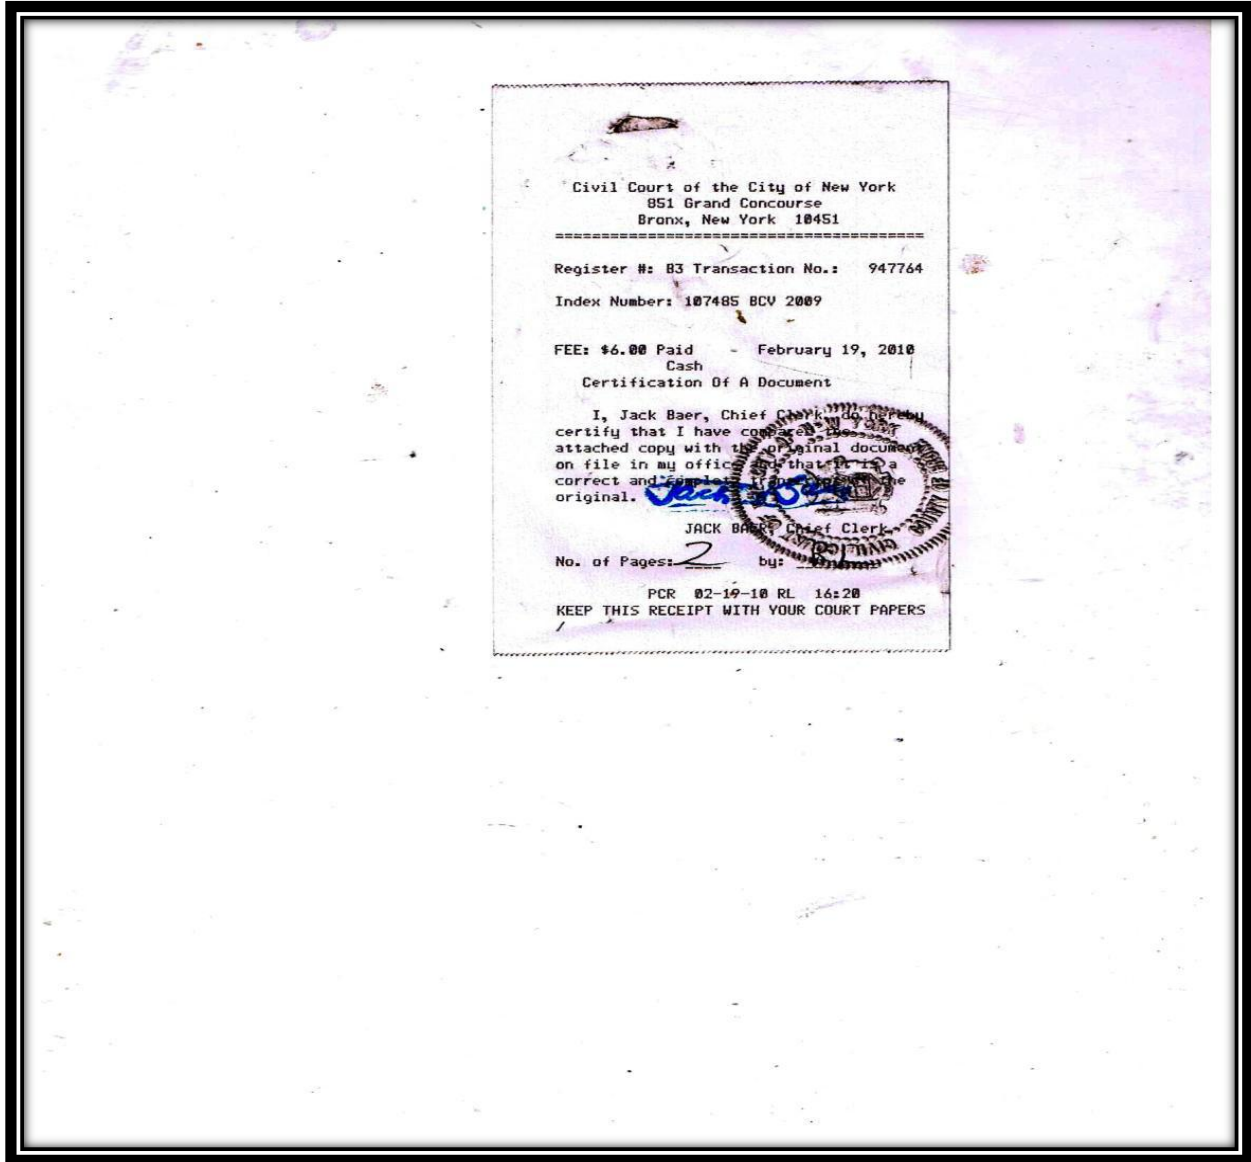 Civil Court of the City of New York
851 Grand Concourse
Bronx, New York 10451
========================================
Register #: B3 Transaction No.: 947764
Index Number: 107485 BCV 2009
FEE: $6.00 Paid - February 19, 2010
Cash
Certification Of A Document
I, Jack Baer, Chief Clerk, do hereby
certify that I have compared the
attached copy with the original document
on file in my office and that it is a
correct and complete transcript of the
original. Jack Baer
JACK BAER, Chief Clerk
No. of Pages: 2 by:
PCR 02-19-10 RL 16:20
KEEP THIS RECEIPT WITH YOUR COURT PAPERS
/